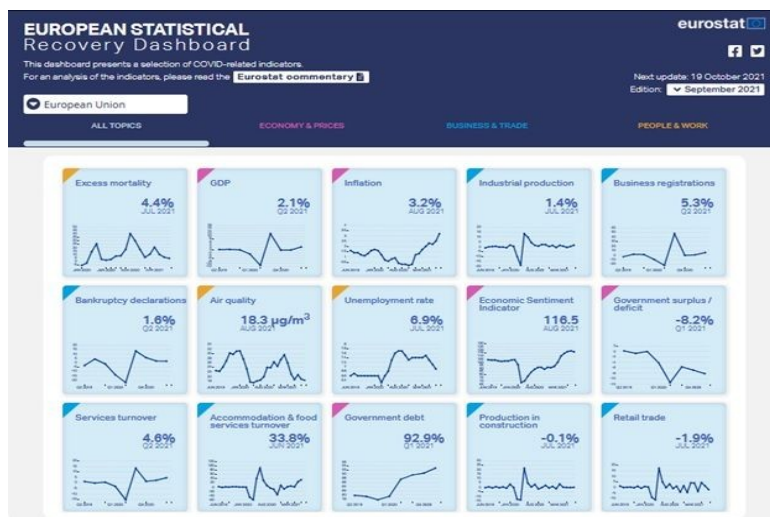 EUROPEAN STATISTICAL
Recovery Dashboard
eurostat
This dashboard presents a selection of COVID-related indicators.
For an analysis of the indicators, please read the Eurostat commentary
Next update: 19 October 2021
Edition: September 2021
European Union
ALL TOPICS
ECONOMY & PRICES
BUSINESS & TRADE
PEOPLE & WORK
Excess mortality
4.4%
JUL 2021
GDP
2.1%
Q2 2021
Inflation
3.2%
AUG 2021
Industrial production
1.4%
JUL 2021
Business registrations
5.3%
Q2 2021
Bankruptcy declarations
1.6%
Q2 2021
Air quality
18.3 µg/m³
AUG 2021
Unemployment rate
6.9%
JUL 2021
Economic Sentiment
Indicator
116.5
AUG 2021
Government surplus /
deficit
-8.2%
Q1 2021
Services turnover
4.6%
Q2 2021
Accommodation & food
services turnover
33.8%
JUN 2021
Government debt
92.9%
Q1 2021
Production in
construction
-0.1%
JUL 2021
Retail trade
-1.9%
JUL 2021